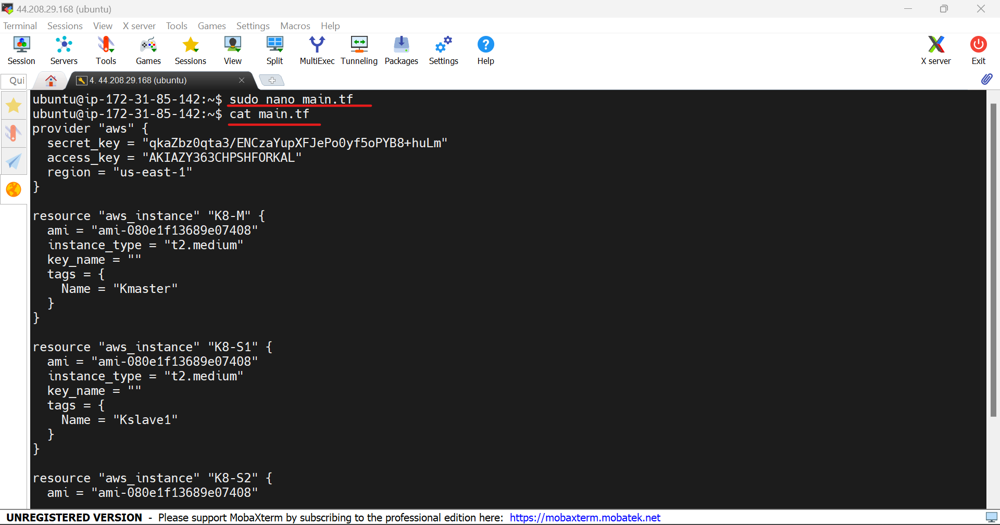 44.208.29.168 (ubuntu)
Terminal Sessions View X server Tools Games Settings Macros Help
Session Servers Tools Games Sessions View Split MultiExec Tunneling Packages Settings Help X server Exit
Qui 4. 44.208.29.168 (ubuntu)
ubuntu@ip-172-31-85-142:~$ sudo nano main.tf
ubuntu@ip-172-31-85-142:~$ cat main.tf
provider "aws" {
  secret_key = "qkaZbz0qta3/ENCzaYupXFJePo0yf5oPYB8+huLm"
  access_key = "AKIAZY363CHPSHFORKAL"
  region = "us-east-1"
}
resource "aws_instance" "K8-M" {
  ami = "ami-080e1f13689e07408"
  instance_type = "t2.medium"
  key_name = ""
  tags = {
    Name = "Kmaster"
  }
}
resource "aws_instance" "K8-S1" {
  ami = "ami-080e1f13689e07408"
  instance_type = "t2.medium"
  key_name = ""
  tags = {
    Name = "Kslave1"
  }
}
resource "aws_instance" "K8-S2" {
  ami = "ami-080e1f13689e07408"
UNREGISTERED VERSION - Please support MobaXterm by subscribing to the professional edition here: https://mobaxterm.mobatek.net